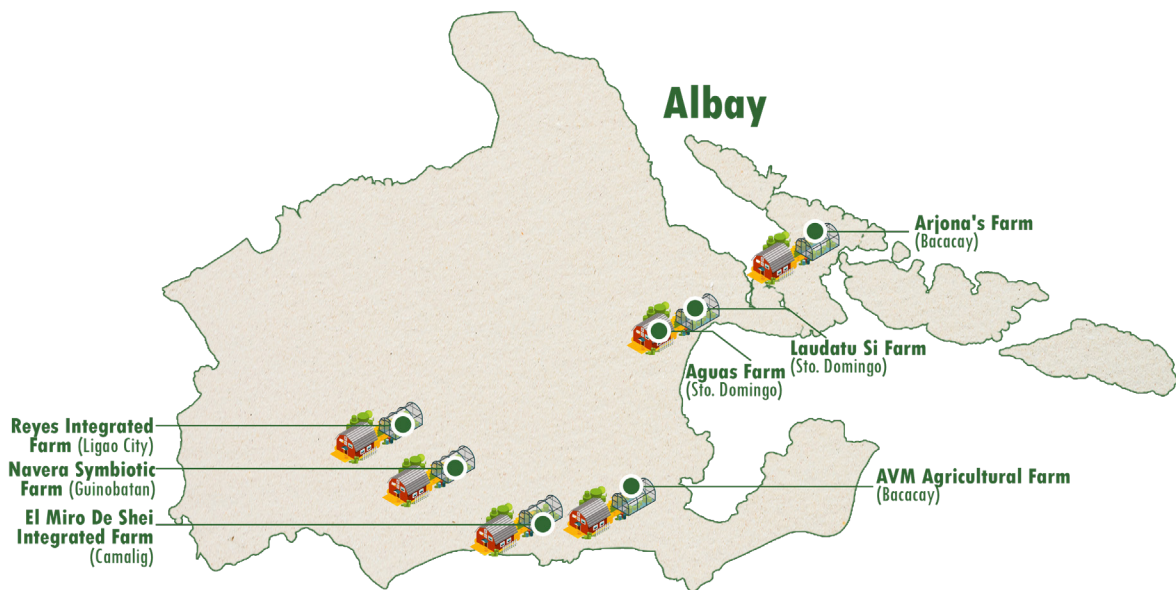 Albay
Arjona's Farm
(Bacacay)
Laudatu Si Farm
(Sto. Domingo)
Aguas Farm
(Sto. Domingo)
Reyes Integrated
Farm (Ligao City)
Navera Symbiotic
Farm (Guinobatan)
El Miro De Shei
Integrated Farm
(Camalig)
AVM Agricultural Farm
(Bacacay)